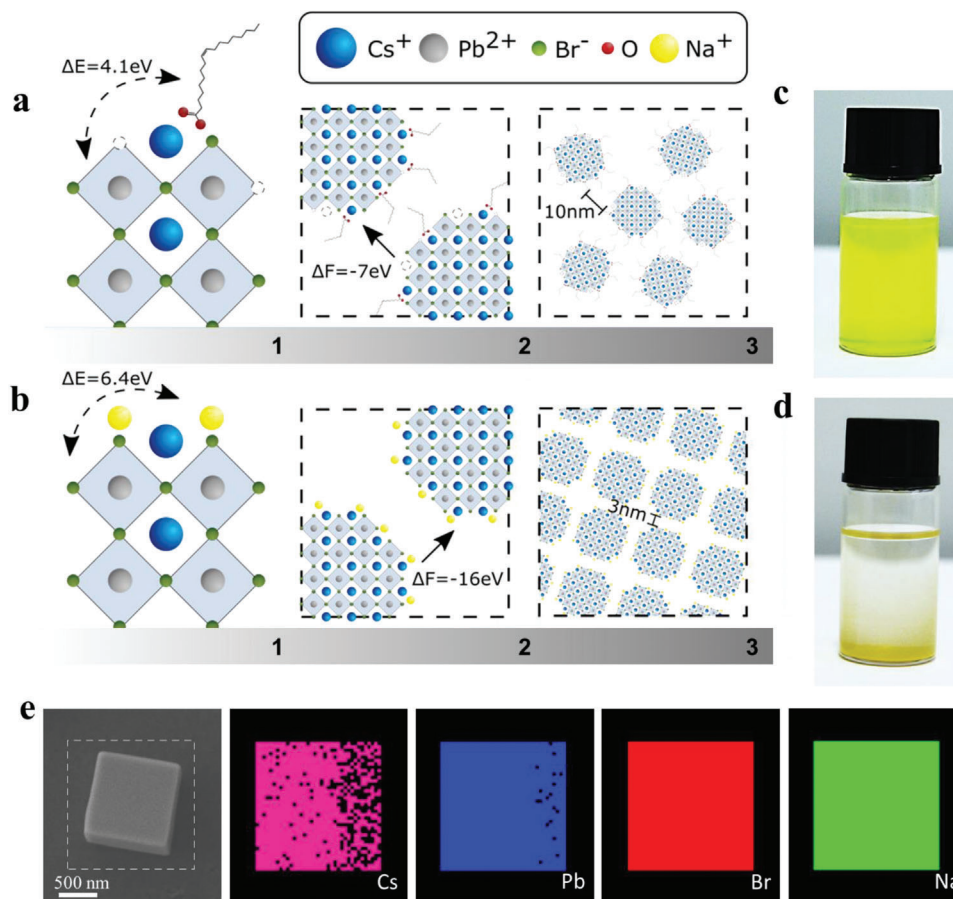 Cs+ Pb2+ Br- O Na+
a
ΔE=4.1eV
ΔF=-7eV
10nm
1 2 3
b
ΔE=6.4eV
ΔF=-16eV
3nm
1 2 3
c
d
e
500 nm
Cs
Pb
Br
Na